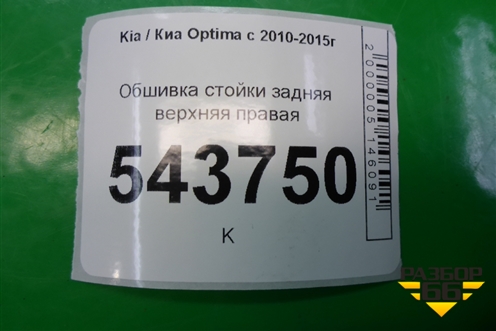 Kia / Киа Optima с 2010-2015г
Обшивка стойки задняя
верхняя правая
543750
К
2000005146091
РАЗБОР
66